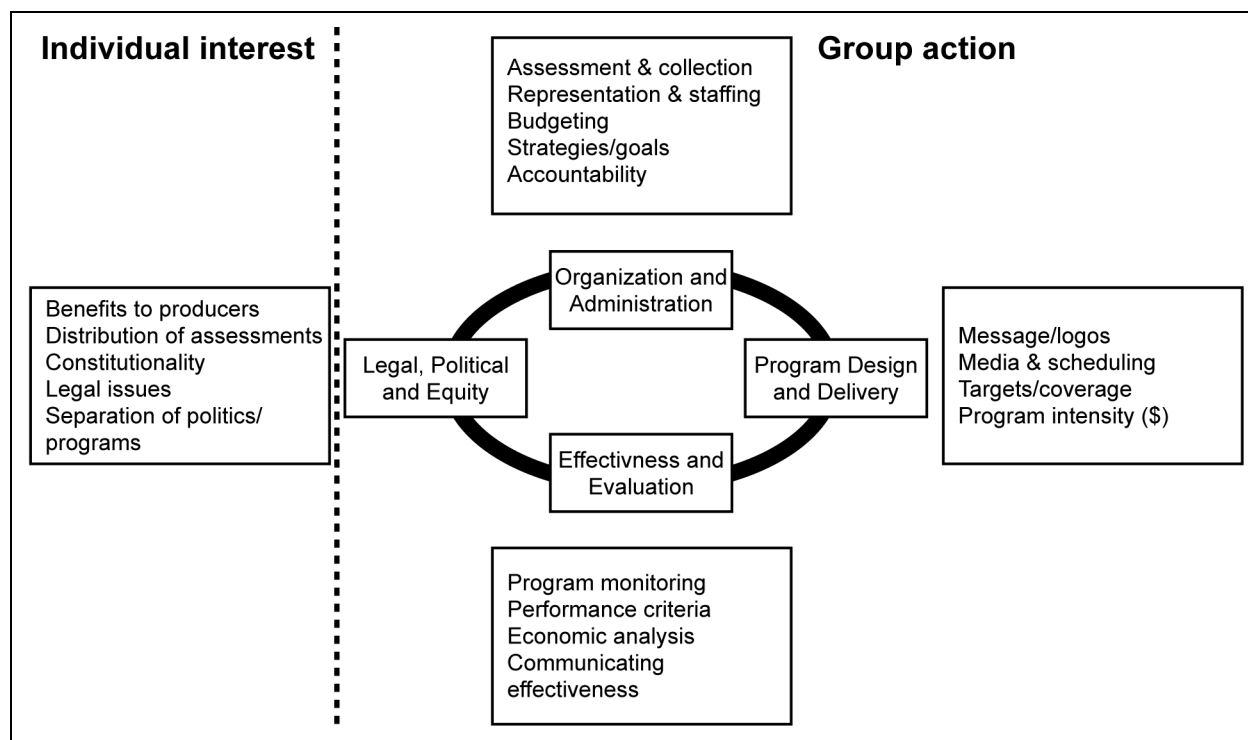 Individual interest
Group action
Assessment & collection
Representation & staffing
Budgeting
Strategies/goals
Accountability
Organization and
Administration
Benefits to producers
Distribution of assessments
Constitutionality
Legal issues
Separation of politics/
programs
Legal, Political
and Equity
Program Design
and Delivery
Message/logos
Media & scheduling
Targets/coverage
Program intensity ($)
Effectivness and
Evaluation
Program monitoring
Performance criteria
Economic analysis
Communicating
effectiveness